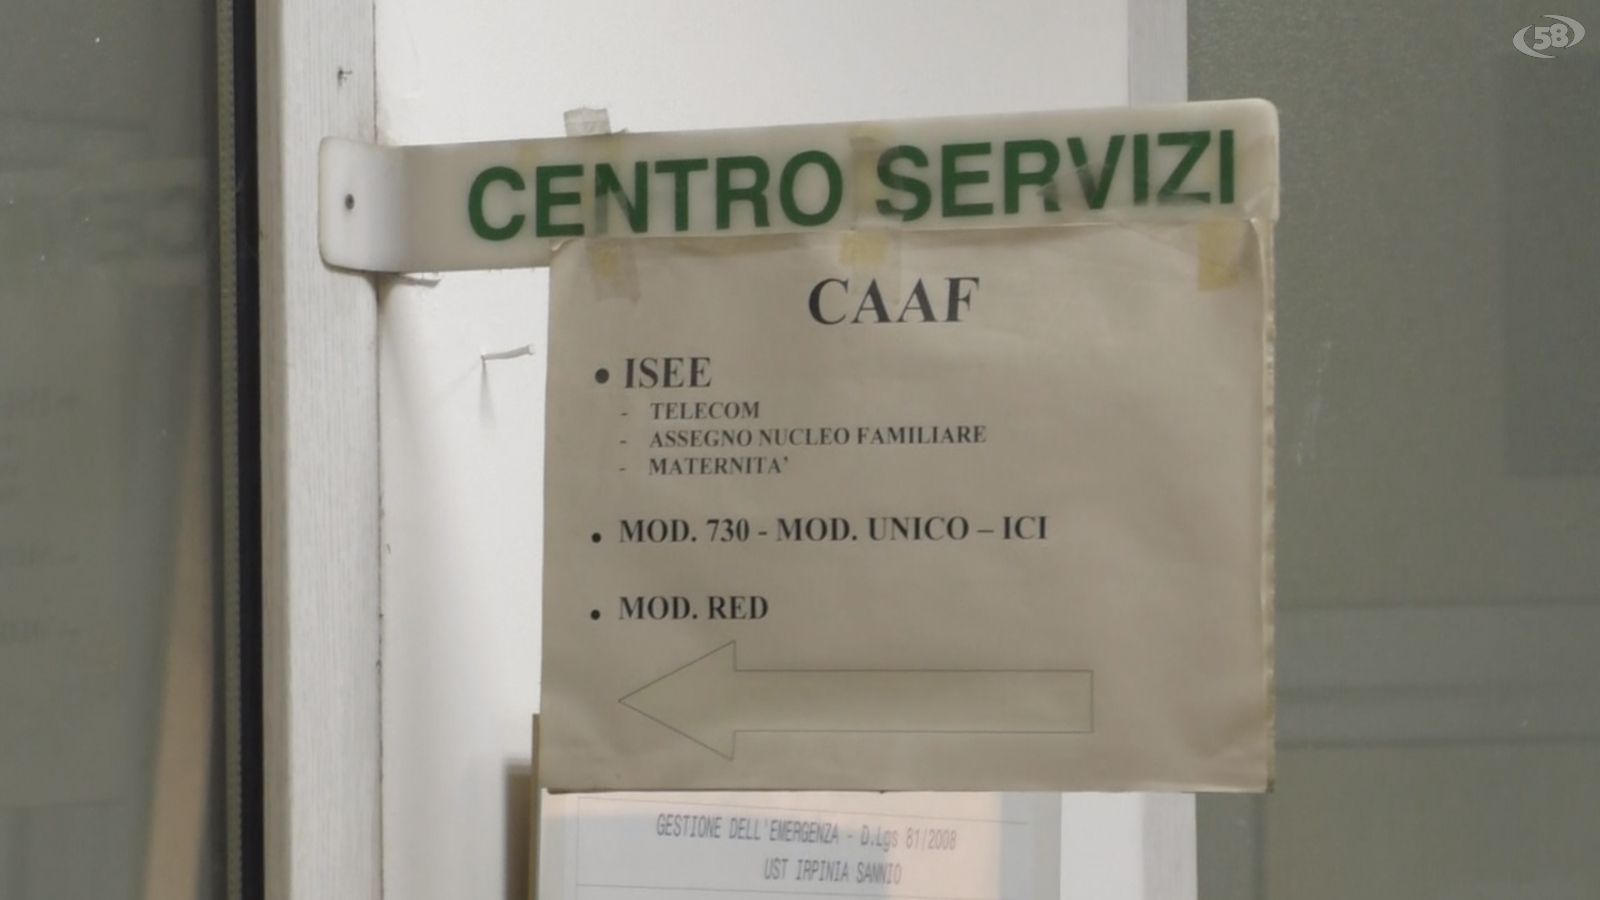 58
CENTRO SERVIZI
CAAF
• ISEE
- TELECOM
- ASSEGNO NUCLEO FAMILIARE
- MATERNITA'
• MOD. 730 - MOD. UNICO – ICI
• MOD. RED
GESTIONE DELL'EMERGENZA - D.Lgs 81/2008
UST IRPINIA SANNIO